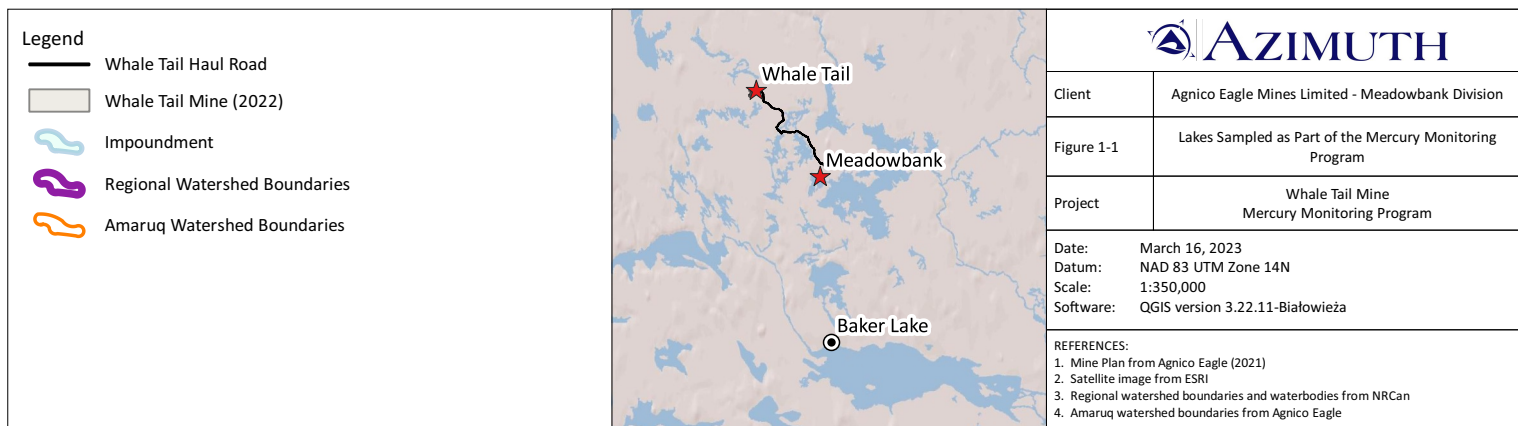 Legend
Whale Tail Haul Road
Whale Tail Mine (2022)
Impoundment
Regional Watershed Boundaries
Amaruq Watershed Boundaries
Whale Tail
Meadowbank
Baker Lake
AZIMUTH
Client
Agnico Eagle Mines Limited - Meadowbank Division
Figure 1-1
Lakes Sampled as Part of the Mercury Monitoring
Program
Project
Whale Tail Mine
Mercury Monitoring Program
Date: March 16, 2023
Datum: NAD 83 UTM Zone 14N
Scale: 1:350,000
Software: QGIS version 3.22.11-Białowieża
REFERENCES:
1. Mine Plan from Agnico Eagle (2021)
2. Satellite image from ESRI
3. Regional watershed boundaries and waterbodies from NRCan
4. Amaruq watershed boundaries from Agnico Eagle